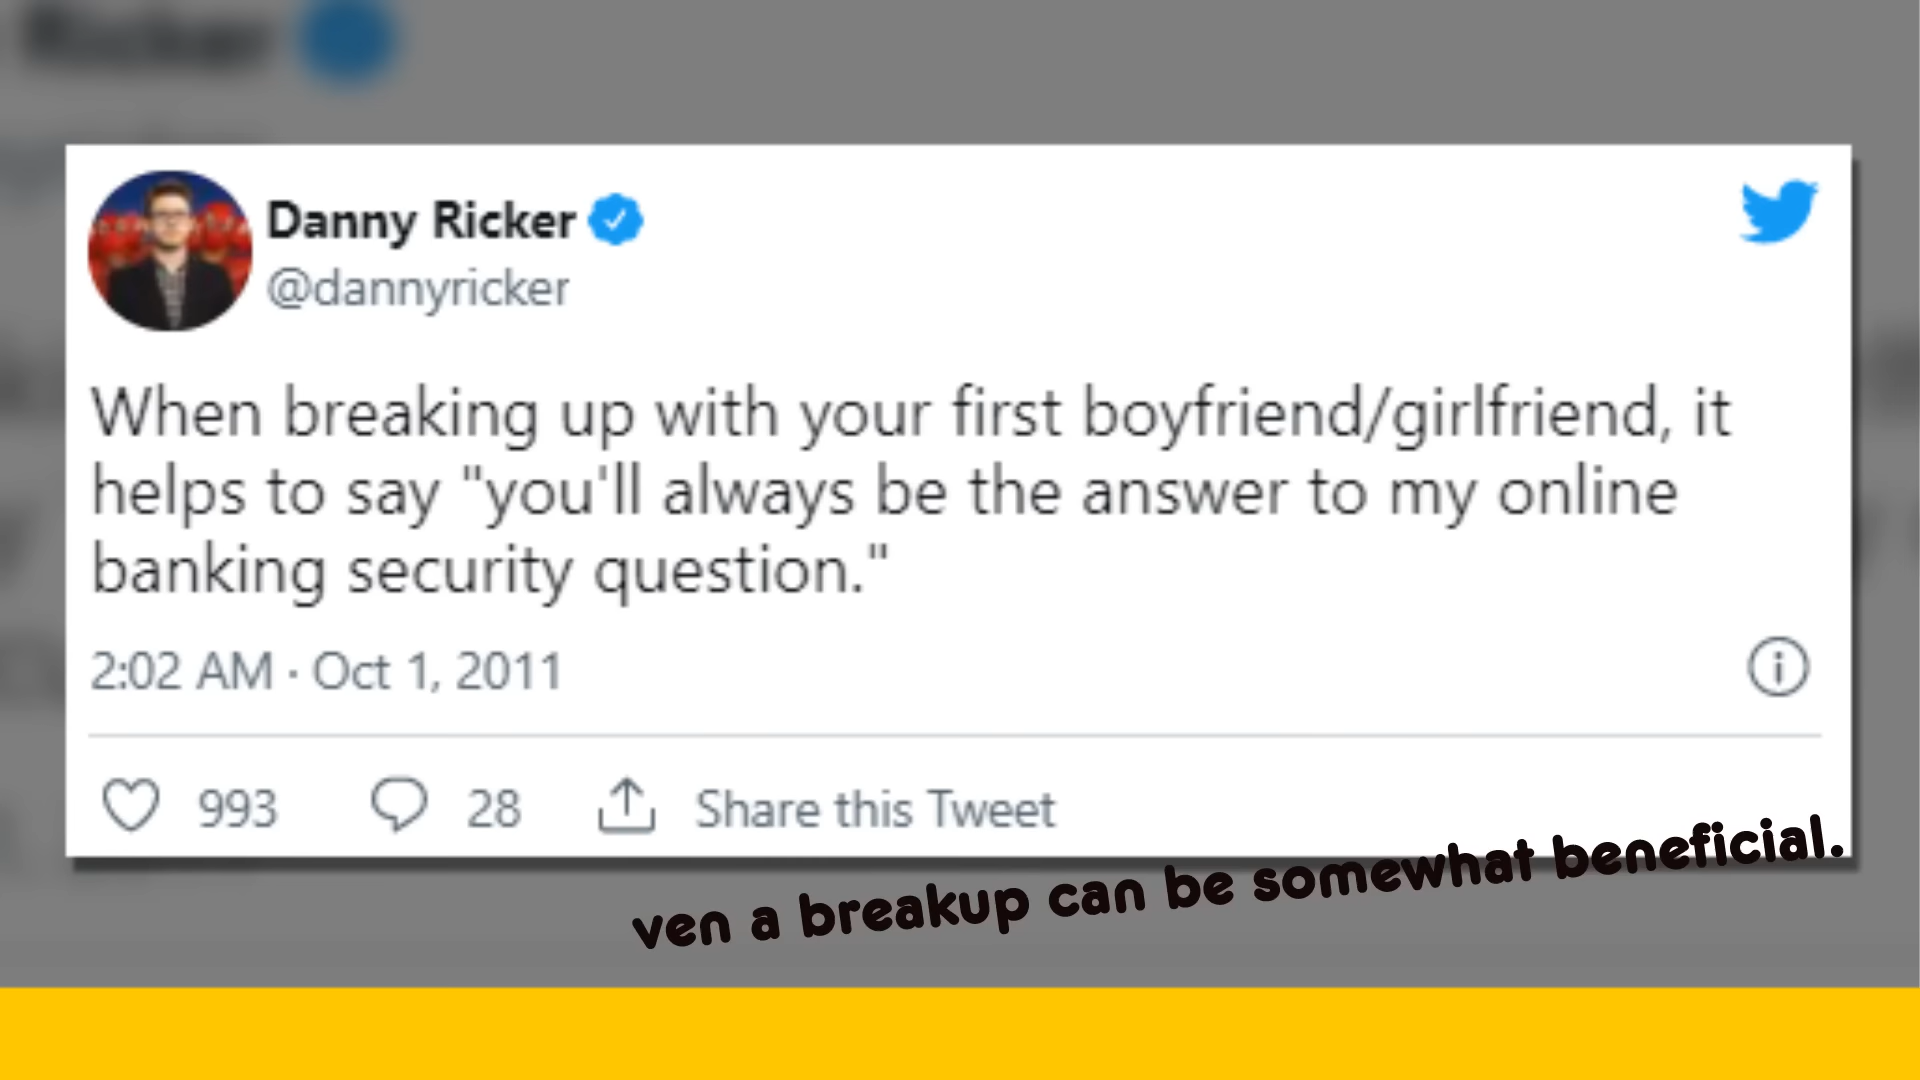 Ricker
Danny Ricker
@dannyricker
When breaking up with your first boyfriend/girlfriend, it
helps to say "you'll always be the answer to my online
banking security question."
2:02 AM · Oct 1, 2011
993 28 Share this Tweet
ven a breakup can be somewhat beneficial.